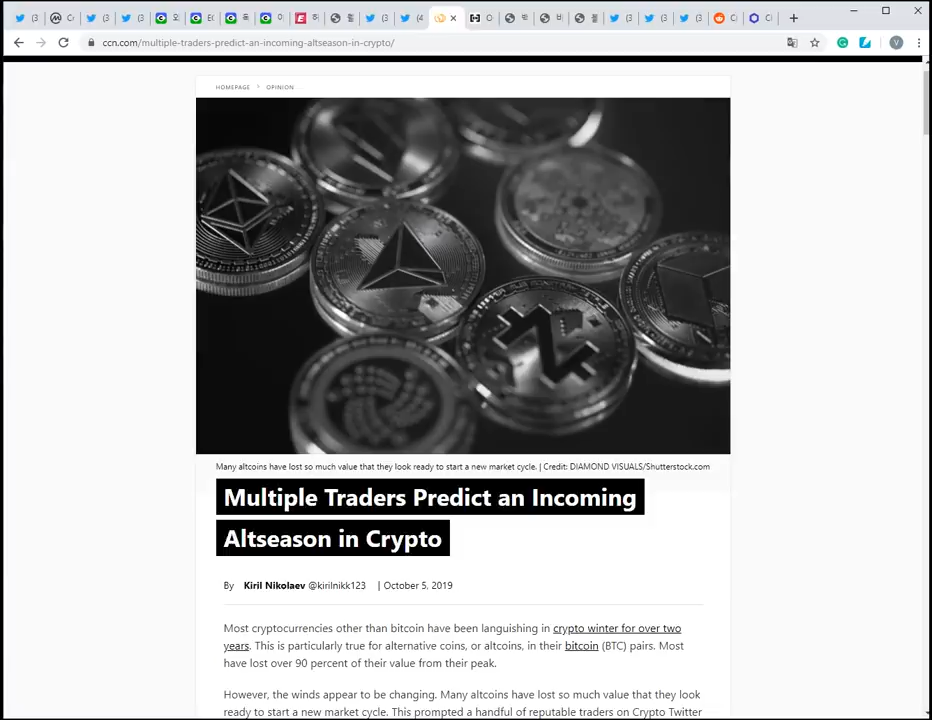 ccn.com/multiple-traders-predict-an-incoming-altseason-in-crypto/
HOMEPAGE > OPINION
Many altcoins have lost so much value that they look ready to start a new market cycle. | Credit: DIAMOND VISUALS/Shutterstock.com
Multiple Traders Predict an Incoming
Altseason in Crypto
By Kiril Nikolaev @kirilnikk123 | October 5, 2019
Most cryptocurrencies other than bitcoin have been languishing in crypto winter for over two
years. This is particularly true for alternative coins, or altcoins, in their bitcoin (BTC) pairs. Most
have lost over 90 percent of their value from their peak.
However, the winds appear to be changing. Many altcoins have lost so much value that they look
ready to start a new market cycle. This prompted a handful of reputable traders on Crypto Twitter